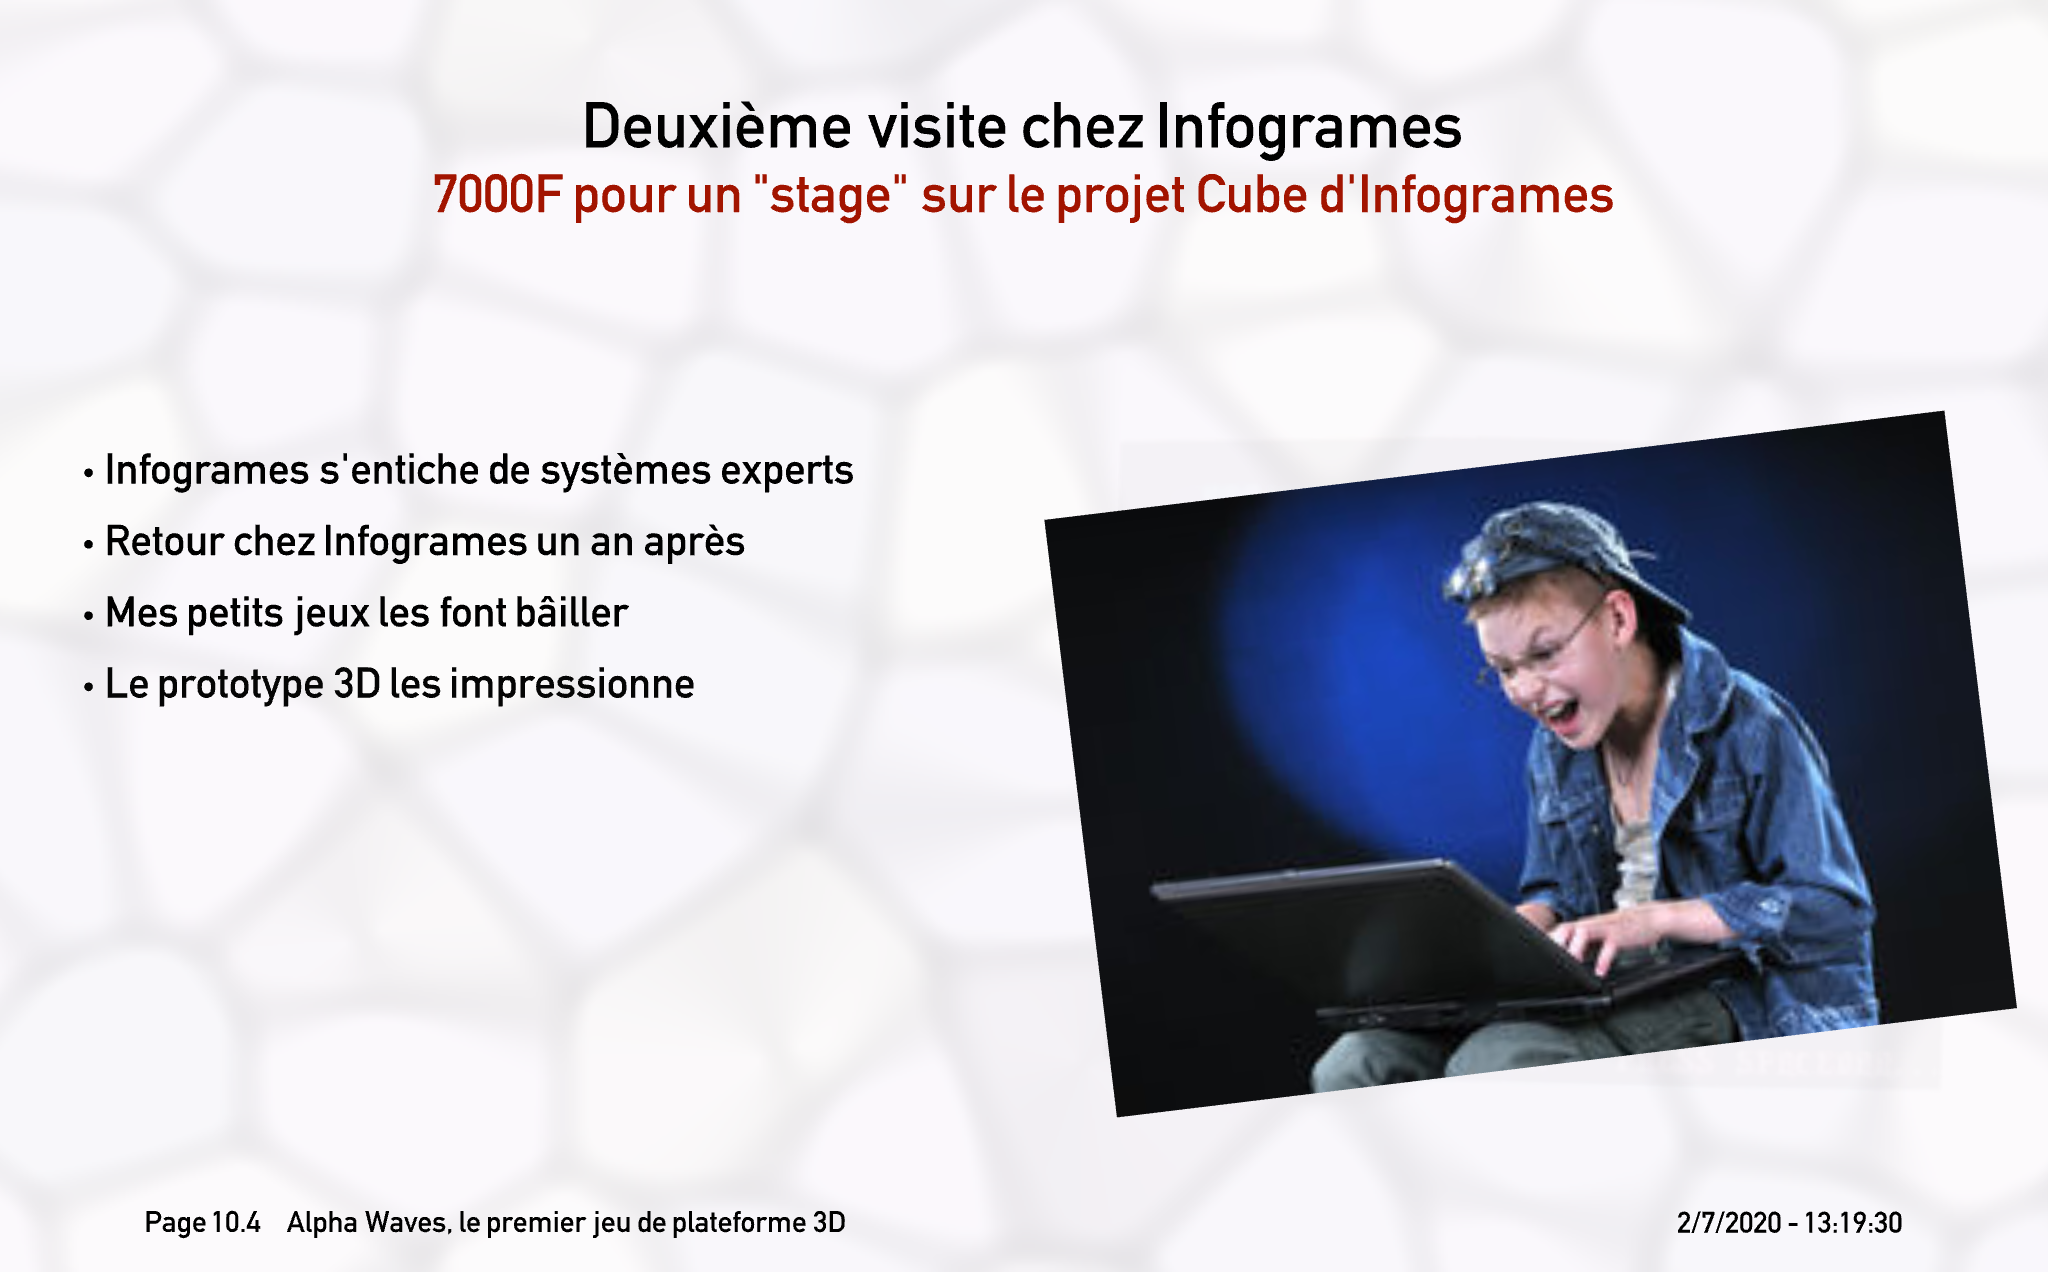 Deuxième visite chez Infogrames
7000F pour un "stage" sur le projet Cube d'Infogrames
• Infogrames s'entiche de systèmes experts
• Retour chez Infogrames un an après
• Mes petits jeux les font bâiller
• Le prototype 3D les impressionne
Page 10.4 Alpha Waves, le premier jeu de plateforme 3D
2/7/2020 - 13:19:30